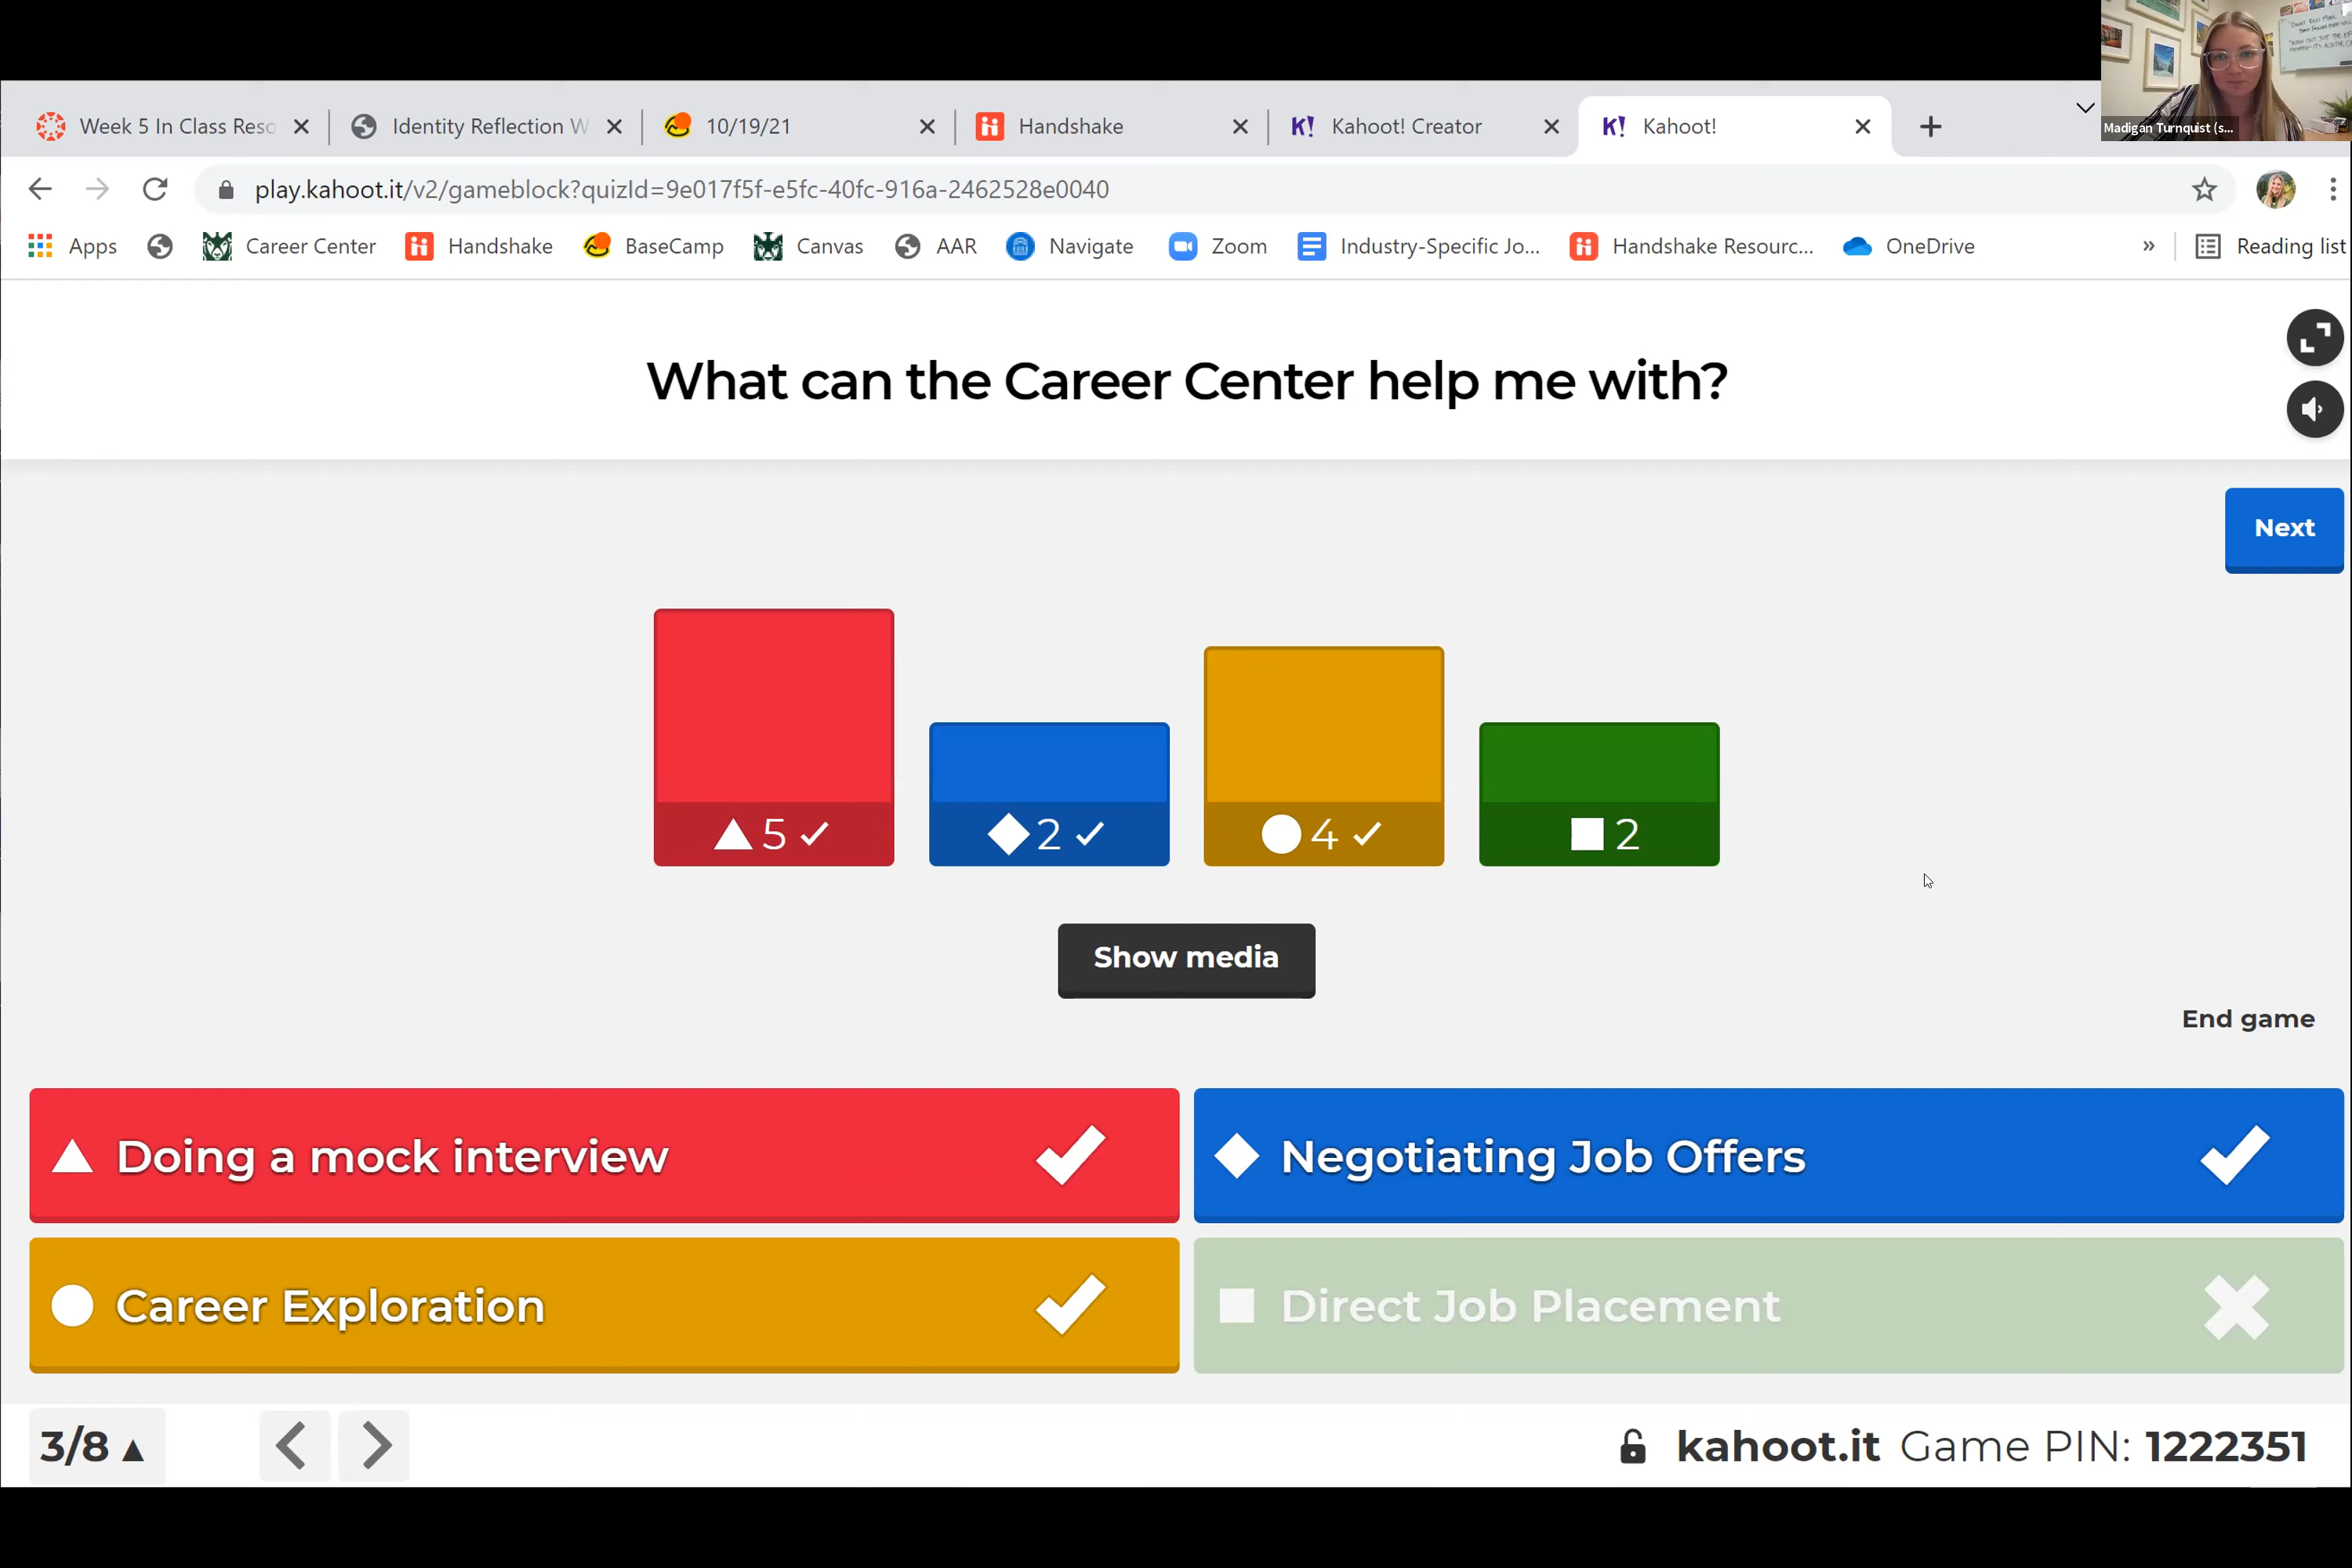 Week 5 In Class Reso
Identity Reflection W
10/19/21
Handshake
K! Kahoot! Creator
K! Kahoot!
Madigan Turnquist (s...
play.kahoot.it/v2/gameblock?quizId=9e017f5f-e5fc-40fc-916a-2462528e0040
Apps Career Center Handshake BaseCamp Canvas AAR Navigate Zoom Industry-Specific Jo... Handshake Resourc... OneDrive » Reading list
What can the Career Center help me with?
Next
5 2 4 2
Show media
End game
Doing a mock interview
Negotiating Job Offers
Career Exploration
Direct Job Placement
3/8
kahoot.it Game PIN: 1222351